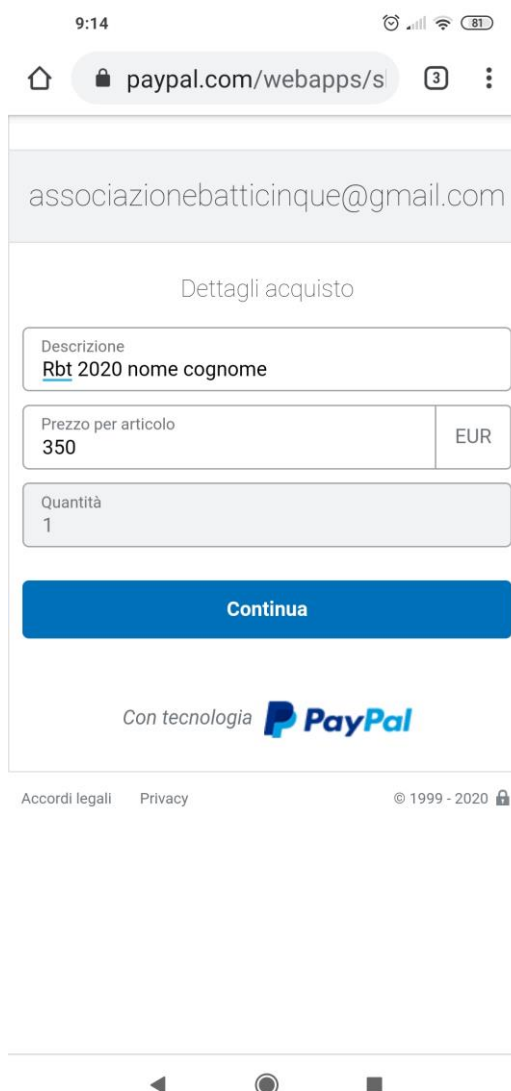 9:14
81
paypal.com/webapps/s
3
associazionebatticinque@gmail.com
Dettagli acquisto
Descrizione
Rbt 2020 nome cognome
Prezzo per articolo
350
EUR
Quantità
1
Continua
Con tecnologia PayPal
Accordi legali Privacy © 1999 - 2020